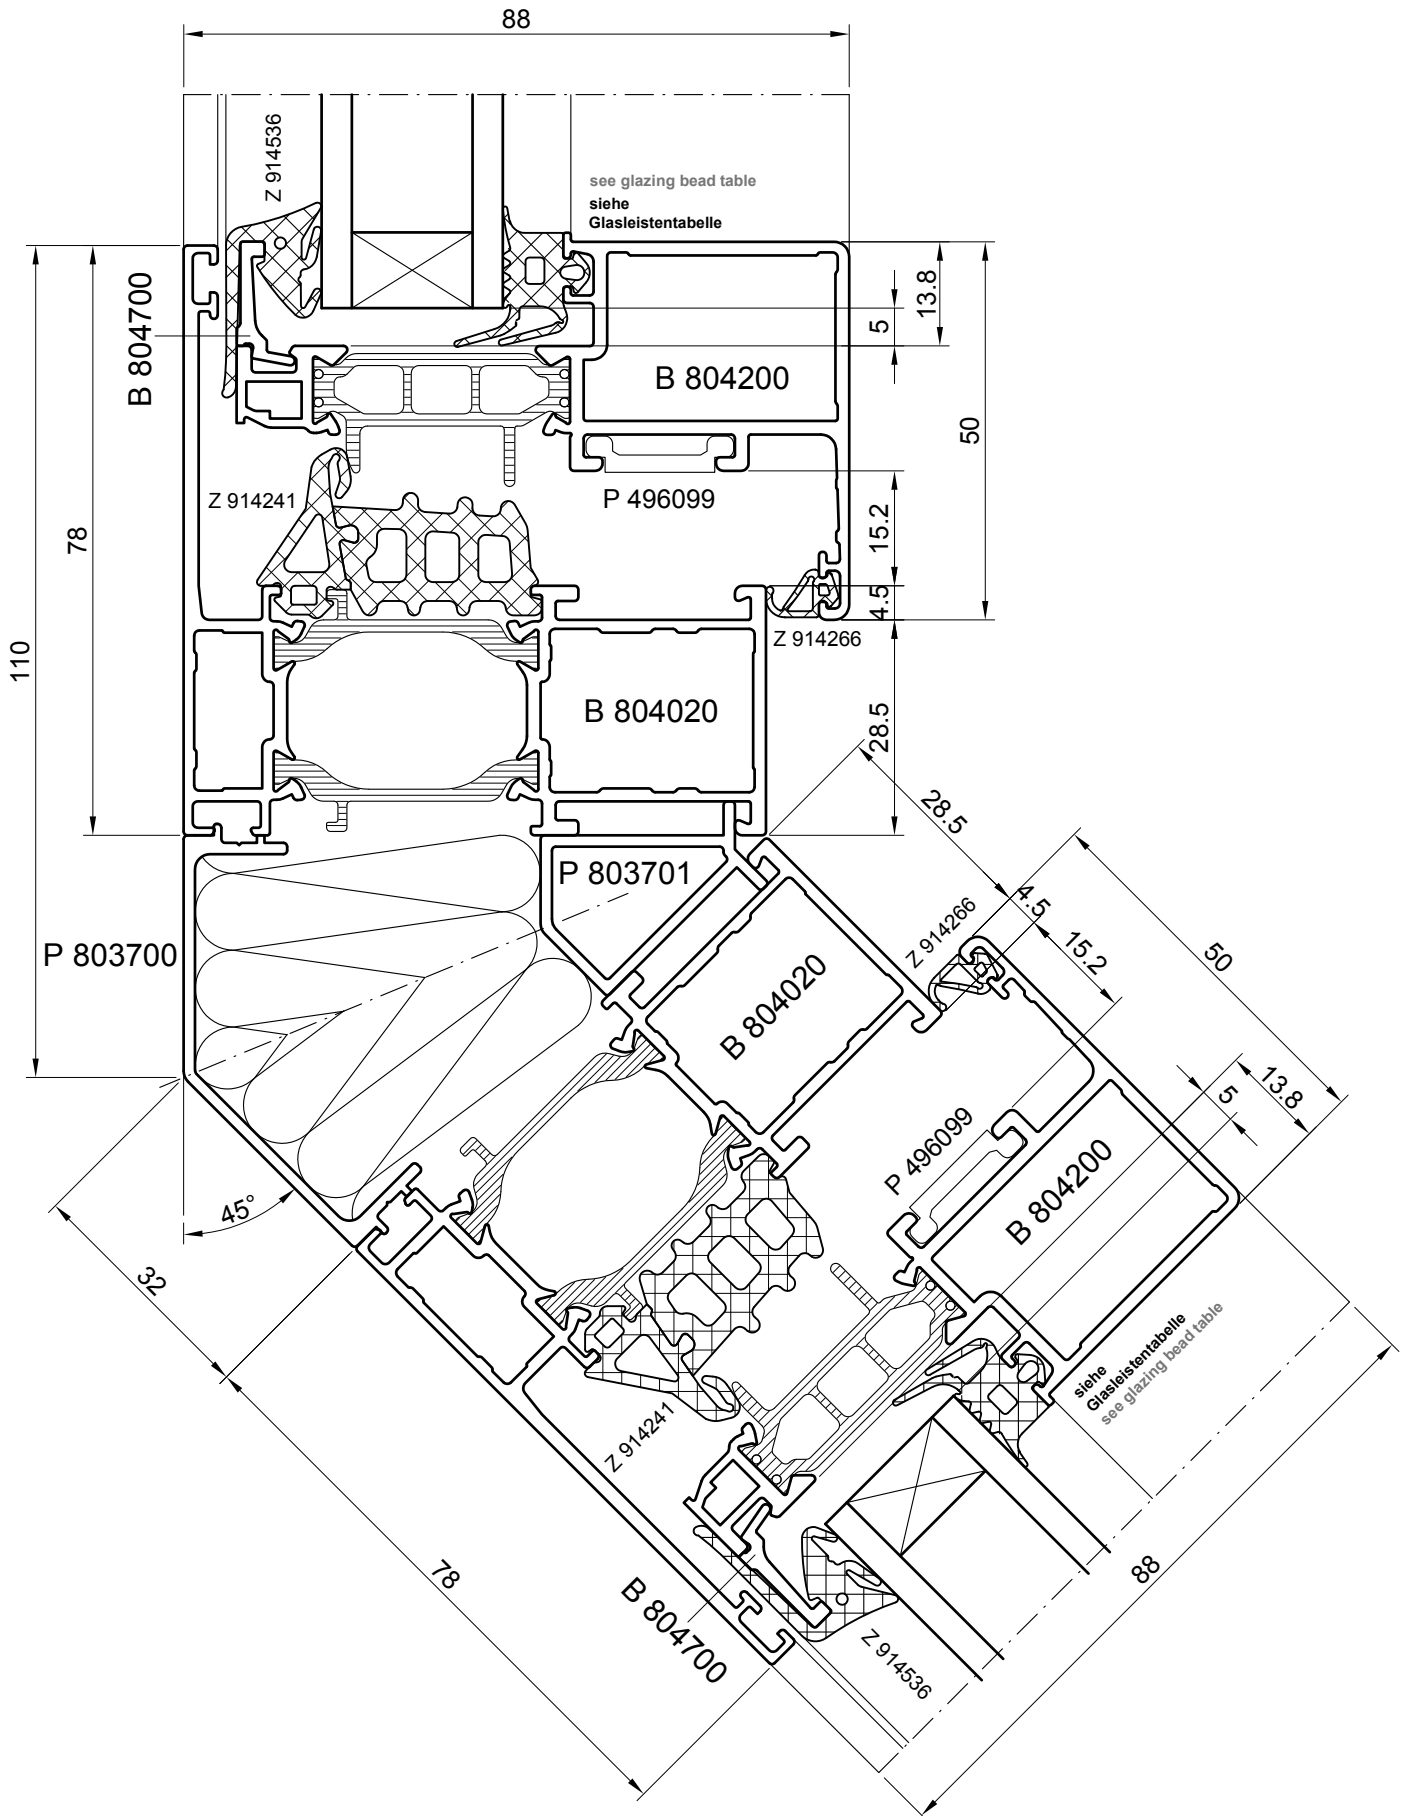 88
Z 914536
see glazing bead table
siehe
Glasleistentabelle
B 804700
13.8
5
B 804200
50
78
Z 914241
P 496099
15.2
4.5
Z 914266
110
B 804020
28.5
28.5
P 803701
4.5
Z 914266
15.2
50
P 803700
B 804020
13.8
5
P 496099
B 804200
45°
32
siehe
Glasleistentabelle
see glazing bead table
Z 914241
78
88
B 804700
Z 914536